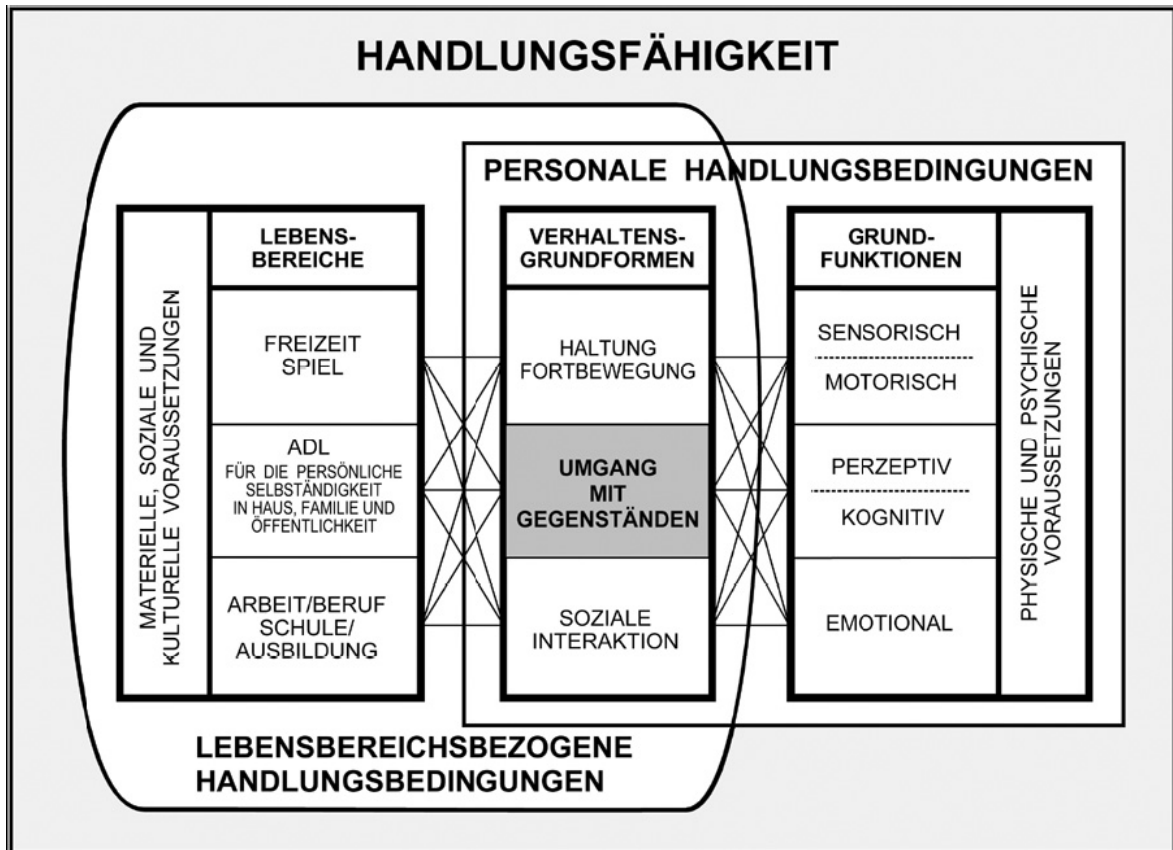 HANDLUNGSFÄHIGKEIT
PERSONALE HANDLUNGSBEDINGUNGEN
MATERIELLE, SOZIALE UND
KULTURELLE VORAUSSETZUNGEN
LEBENS-
BEREICHE
FREIZEIT
SPIEL
ADL
FÜR DIE PERSÖNLICHE
SELBSTÄNDIGKEIT
IN HAUS, FAMILIE UND
ÖFFENTLICHKEIT
ARBEIT/BERUF
SCHULE/
AUSBILDUNG
VERHALTENS-
GRUNDFORMEN
HALTUNG
FORTBEWEGUNG
UMGANG
MIT
GEGENSTÄNDEN
SOZIALE
INTERAKTION
GRUND-
FUNKTIONEN
SENSORISCH
MOTORISCH
PERZEPTIV
KOGNITIV
EMOTIONAL
PHYSISCHE UND PSYCHISCHE
VORAUSSETZUNGEN
LEBENSBEREICHSBEZOGENE
HANDLUNGSBEDINGUNGEN